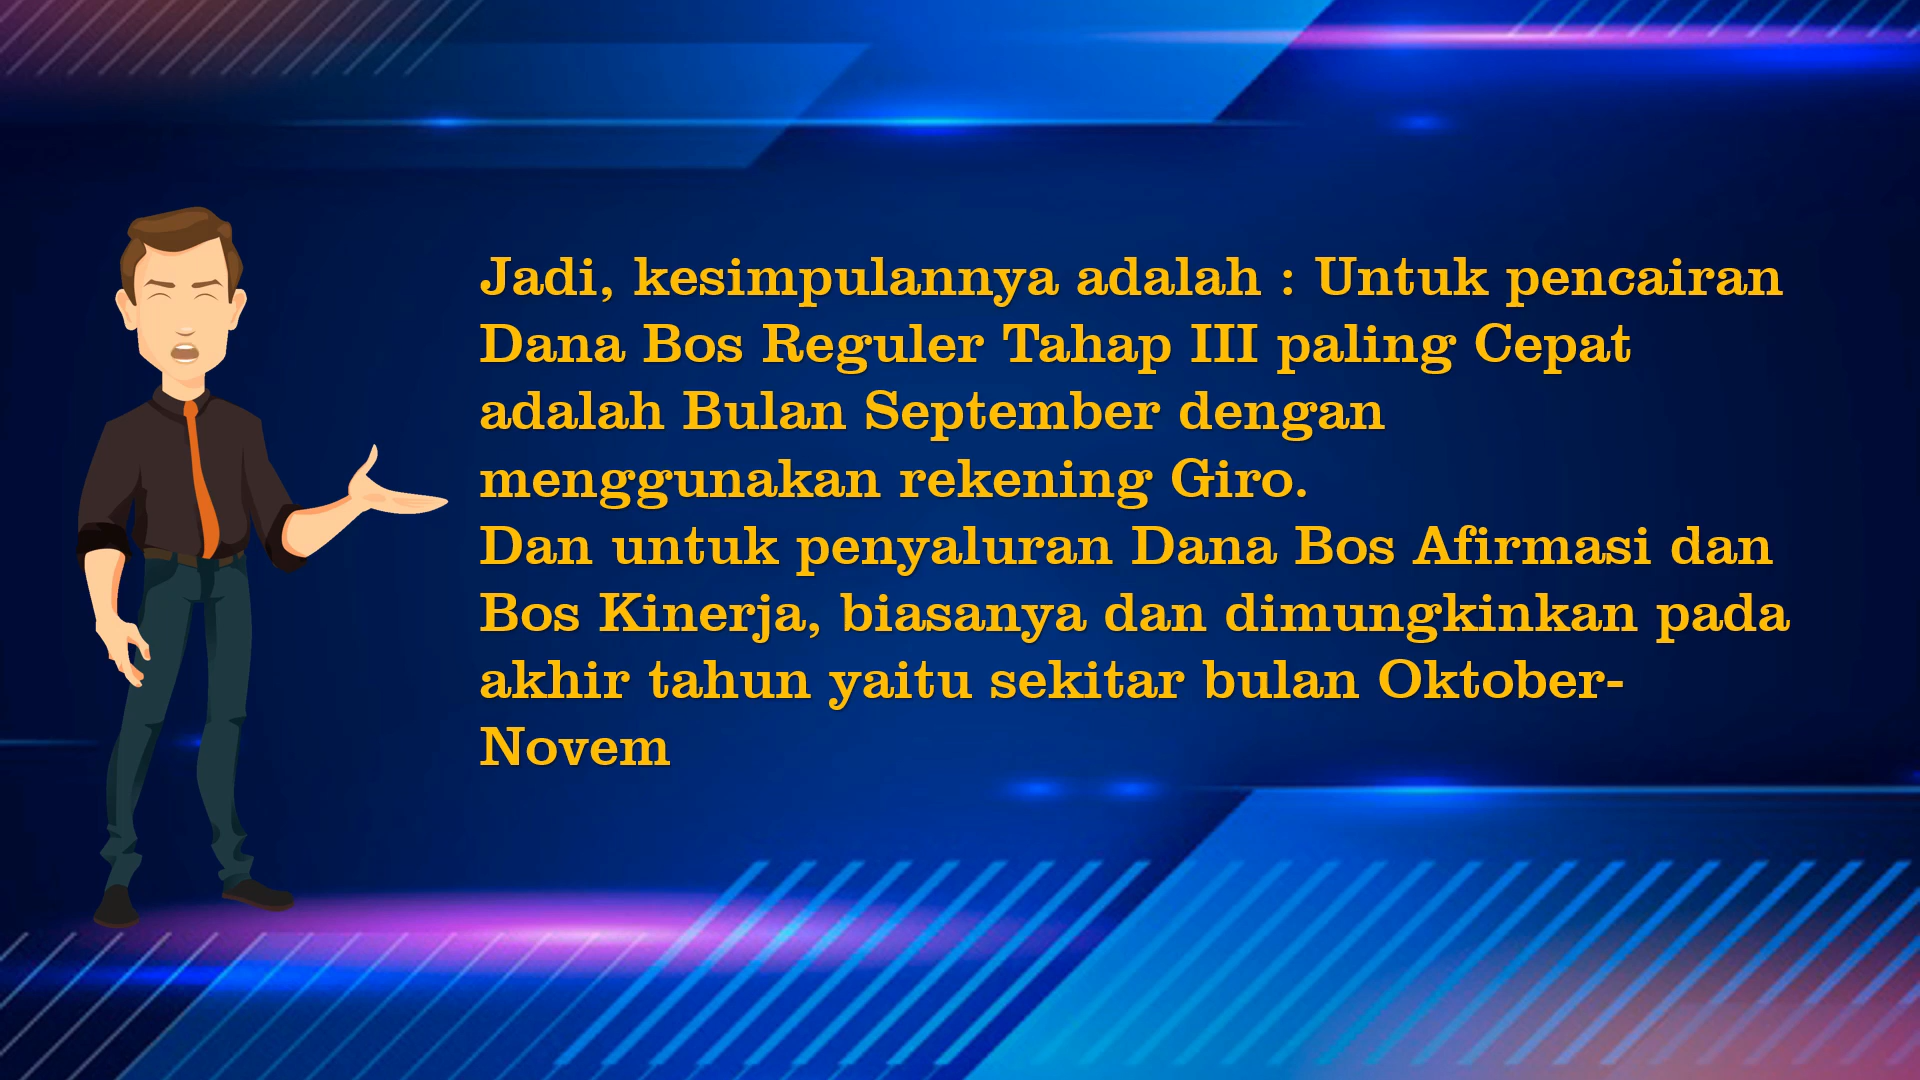 Jadi, kesimpulannya adalah : Untuk pencairan
Dana Bos Reguler Tahap III paling Cepat
adalah Bulan September dengan
menggunakan rekening Giro.
Dan untuk penyaluran Dana Bos Afirmasi dan
Bos Kinerja, biasanya dan dimungkinkan pada
akhir tahun yaitu sekitar bulan Oktober-
Novem